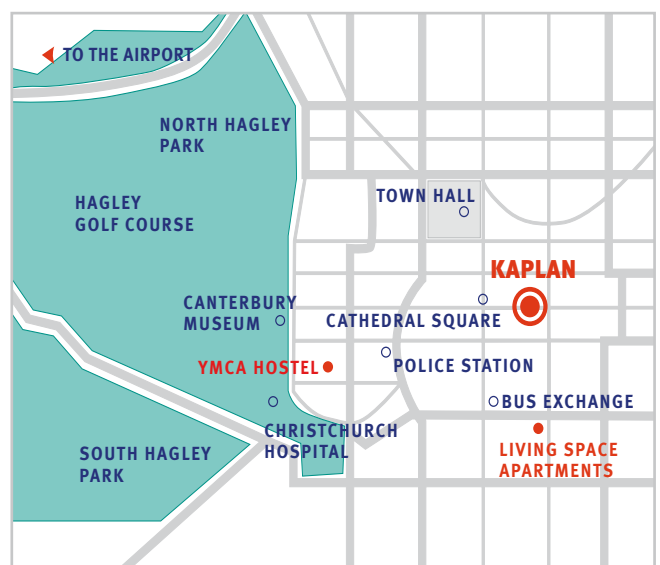 TO THE AIRPORT
NORTH HAGLEY
PARK
HAGLEY
GOLF COURSE
TOWN HALL
KAPLAN
CANTERBURY
MUSEUM
CATHEDRAL SQUARE
YMCA HOSTEL
POLICE STATION
BUS EXCHANGE
CHRISTCHURCH
HOSPITAL
SOUTH HAGLEY
PARK
LIVING SPACE
APARTMENTS